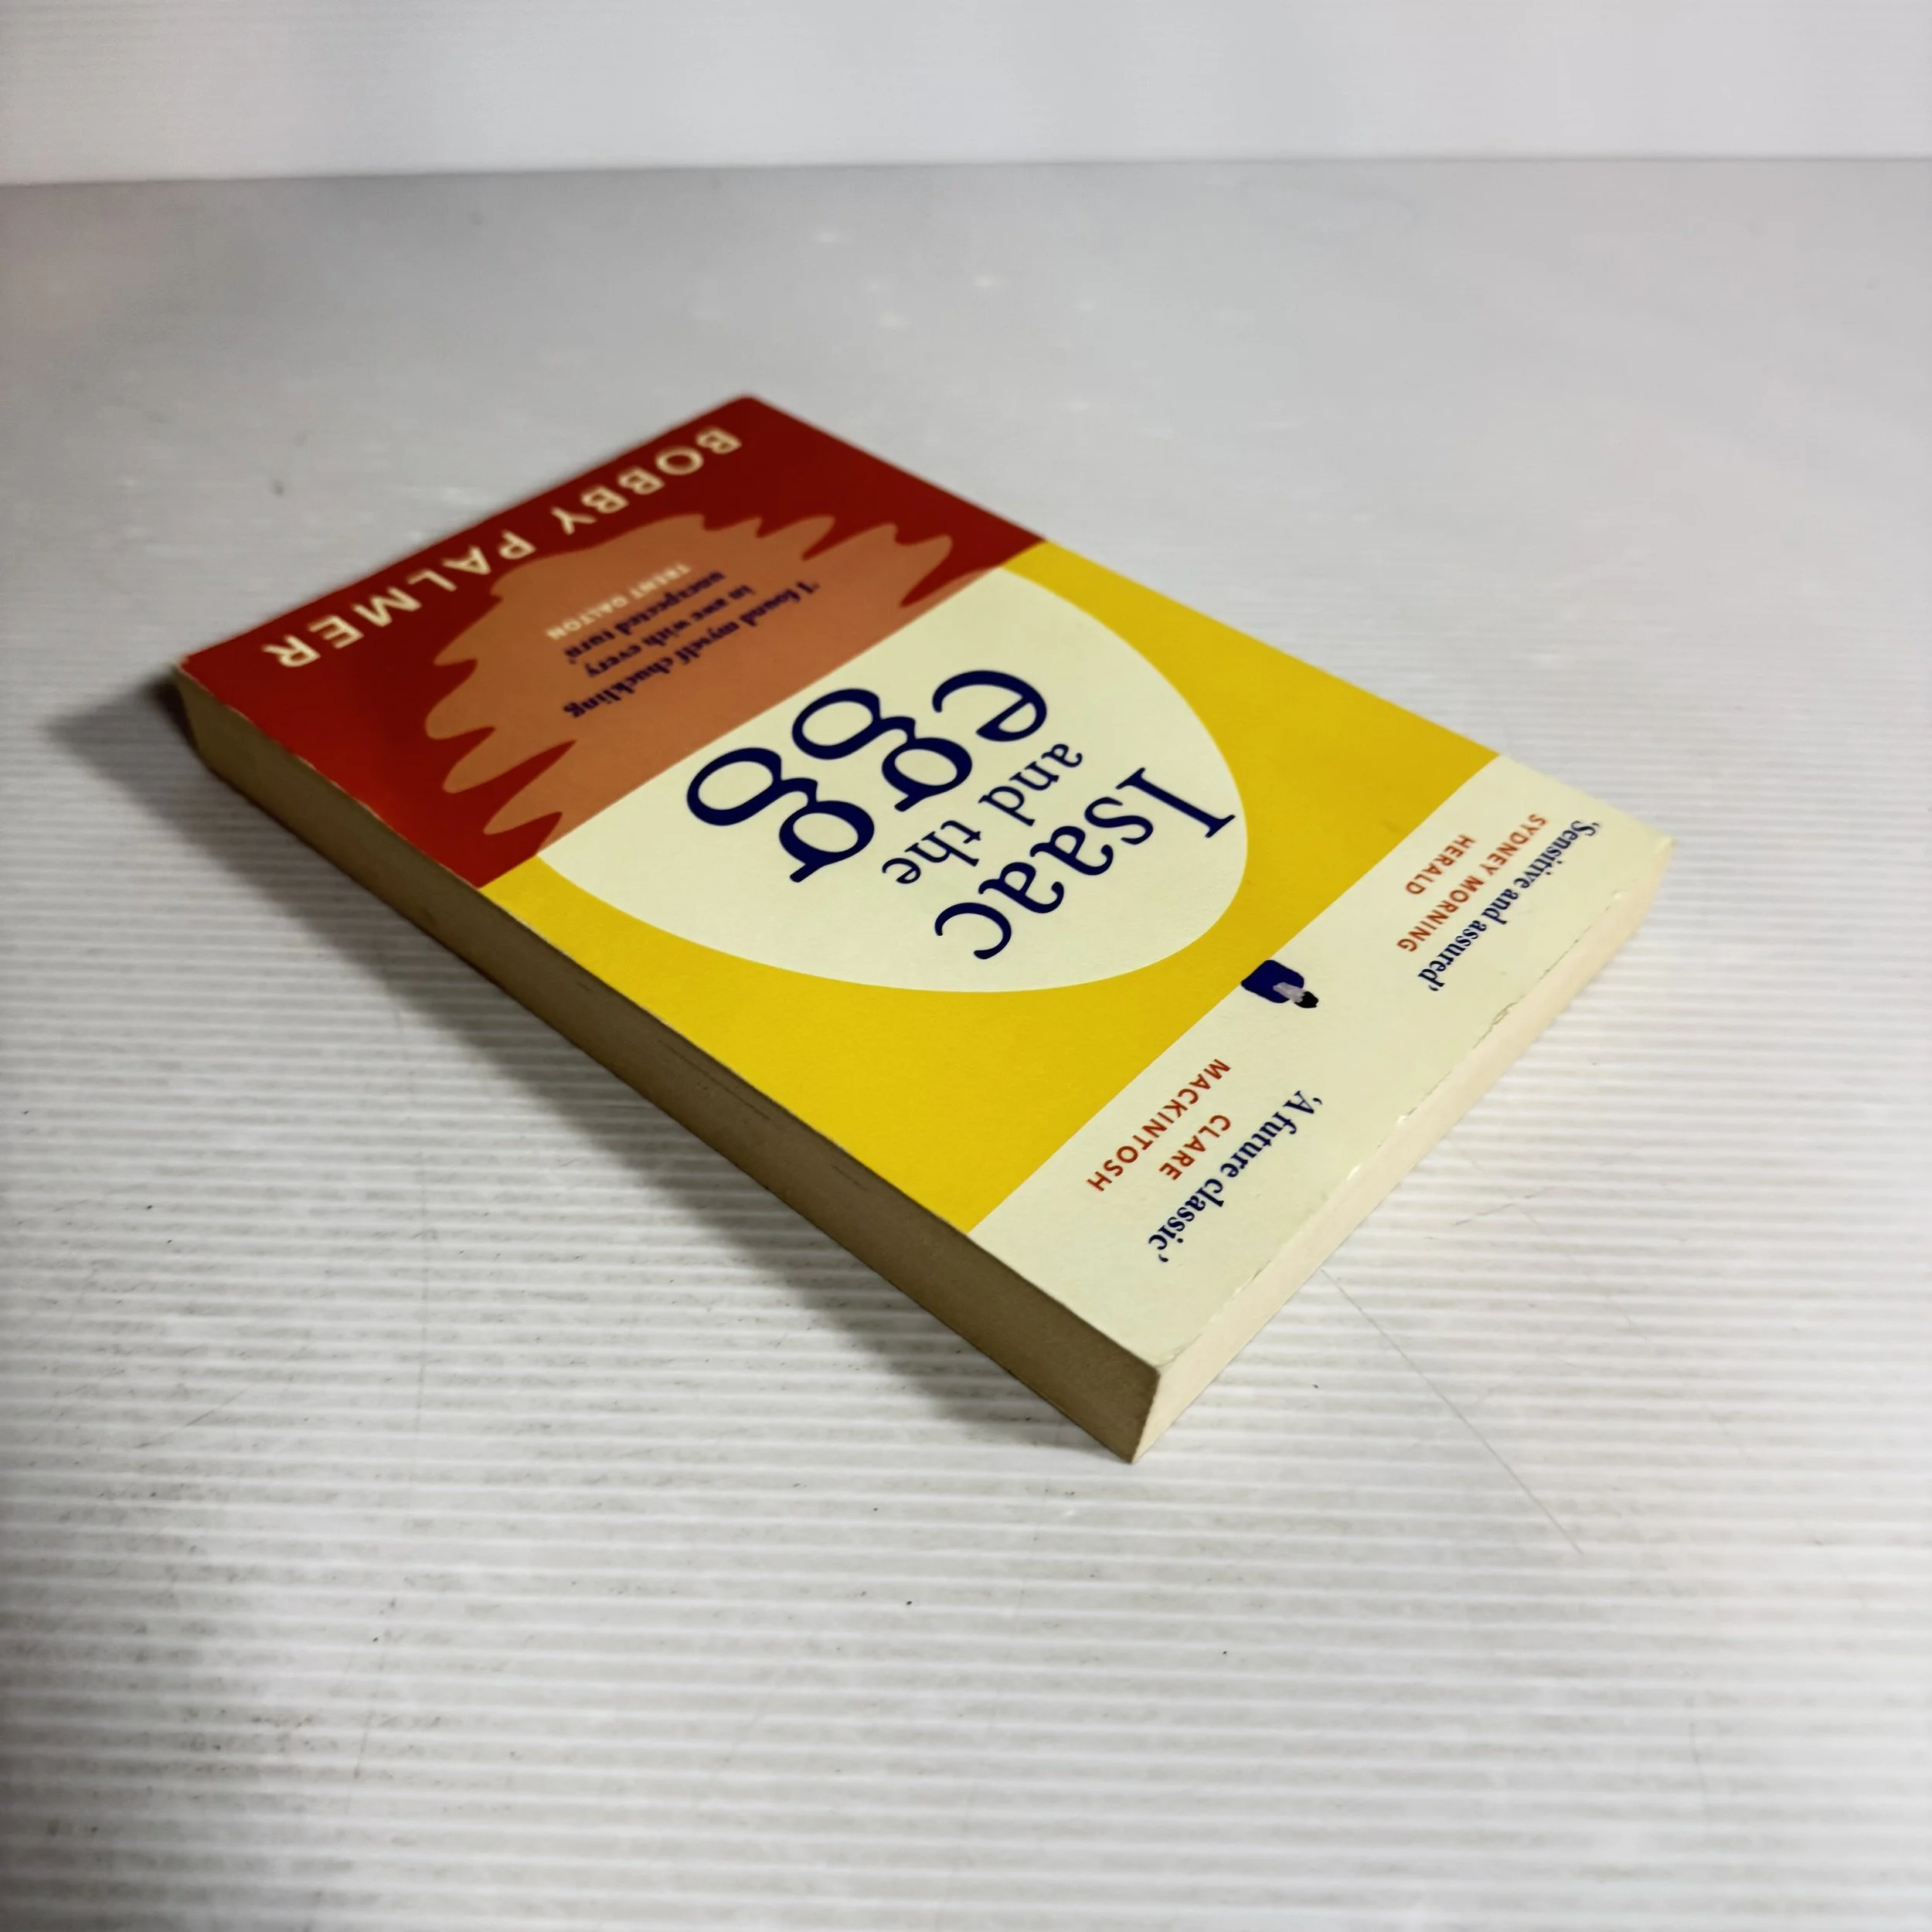 'Sensitive and assured'
SYDNEY MORNING
HERALD
'A future classic'
CLARE
MACKINTOSH
Isaac
and the
egg
'I found myself chuckling
in awe with every
unexpected turn'
TRENT DALTON
BOBBY PALMER